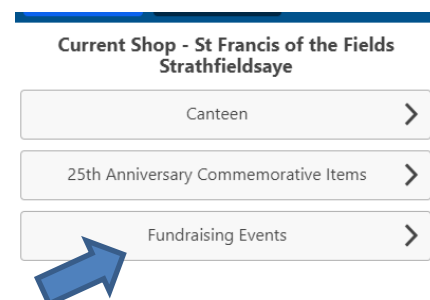 Current Shop - St Francis of the Fields
Strathfieldsaye
Canteen
25th Anniversary Commemorative Items
Fundraising Events